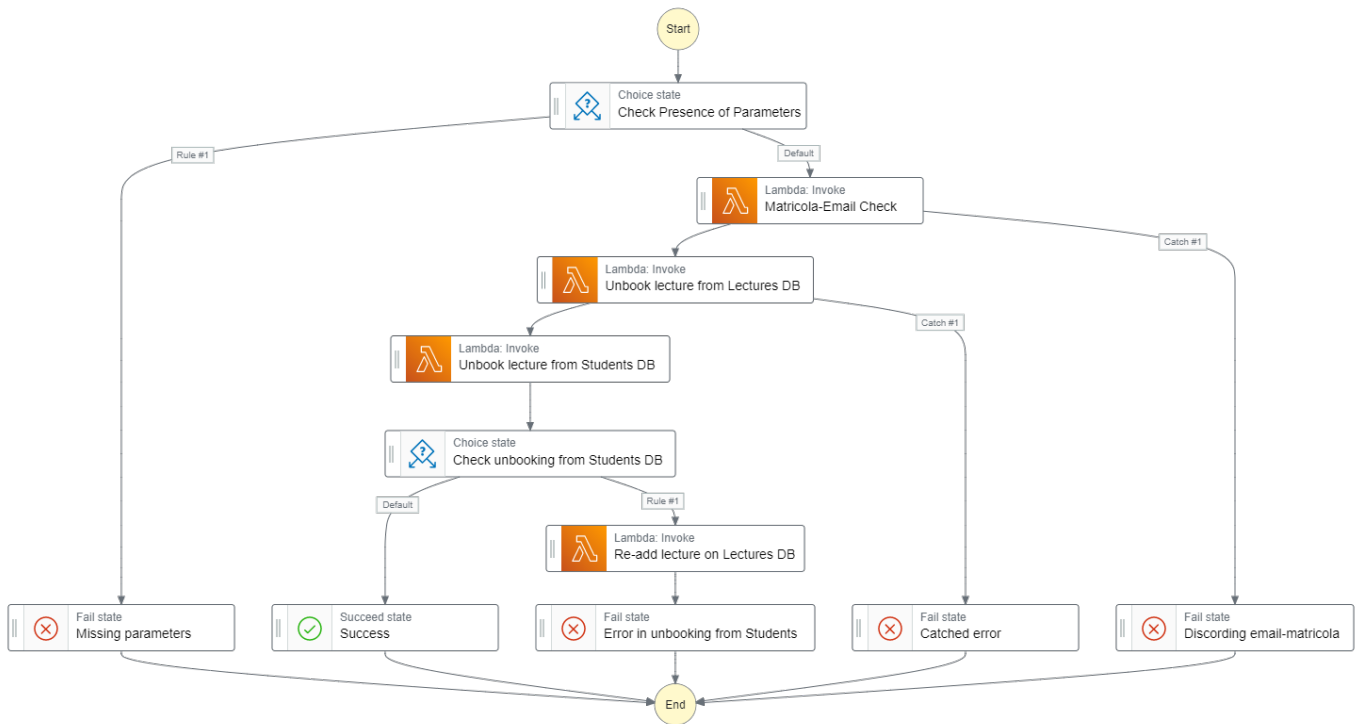 Start
Choice state
Check Presence of Parameters
Rule #1
Default
Lambda: Invoke
Matricola-Email Check
Catch #1
Lambda: Invoke
Unbook lecture from Lectures DB
Catch #1
Lambda: Invoke
Unbook lecture from Students DB
Choice state
Check unbooking from Students DB
Default
Rule #1
Lambda: Invoke
Re-add lecture on Lectures DB
Fail state
Missing parameters
Succeed state
Success
Fail state
Error in unbooking from Students
Fail state
Catched error
Fail state
Discording email-matricola
End